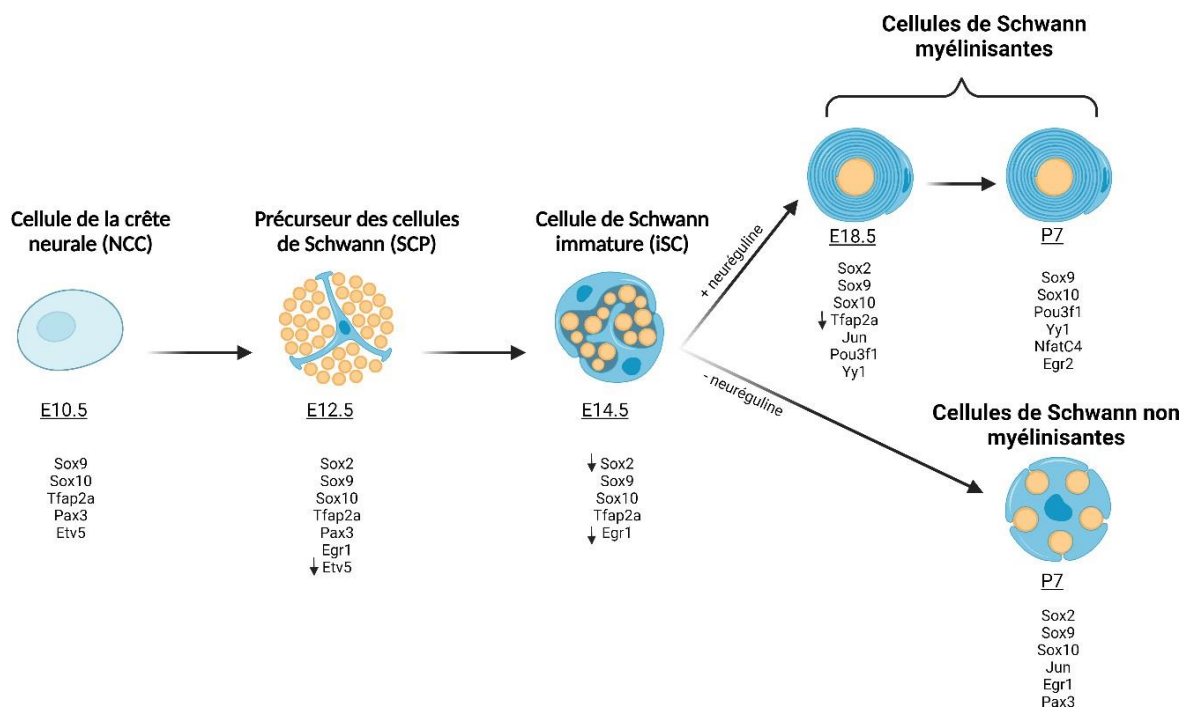 Cellules de Schwann
myélinisantes
Cellule de la crête
neurale (NCC)
E10.5
Sox9
Sox10
Tfap2a
Pax3
Etv5
Précurseur des cellules
de Schwann (SCP)
E12.5
Sox2
Sox9
Sox10
Tfap2a
Pax3
Egr1
↓ Etv5
Cellule de Schwann
immature (iSC)
E14.5
↓ Sox2
Sox9
Sox10
Tfap2a
↓ Egr1
+ neuréguline
- neuréguline
E18.5
Sox2
Sox9
Sox10
↓ Tfap2a
Jun
Pou3f1
Yy1
P7
Sox9
Sox10
Pou3f1
Yy1
NfatC4
Egr2
Cellules de Schwann non
myélinisantes
P7
Sox2
Sox9
Sox10
Jun
Egr1
Pax3